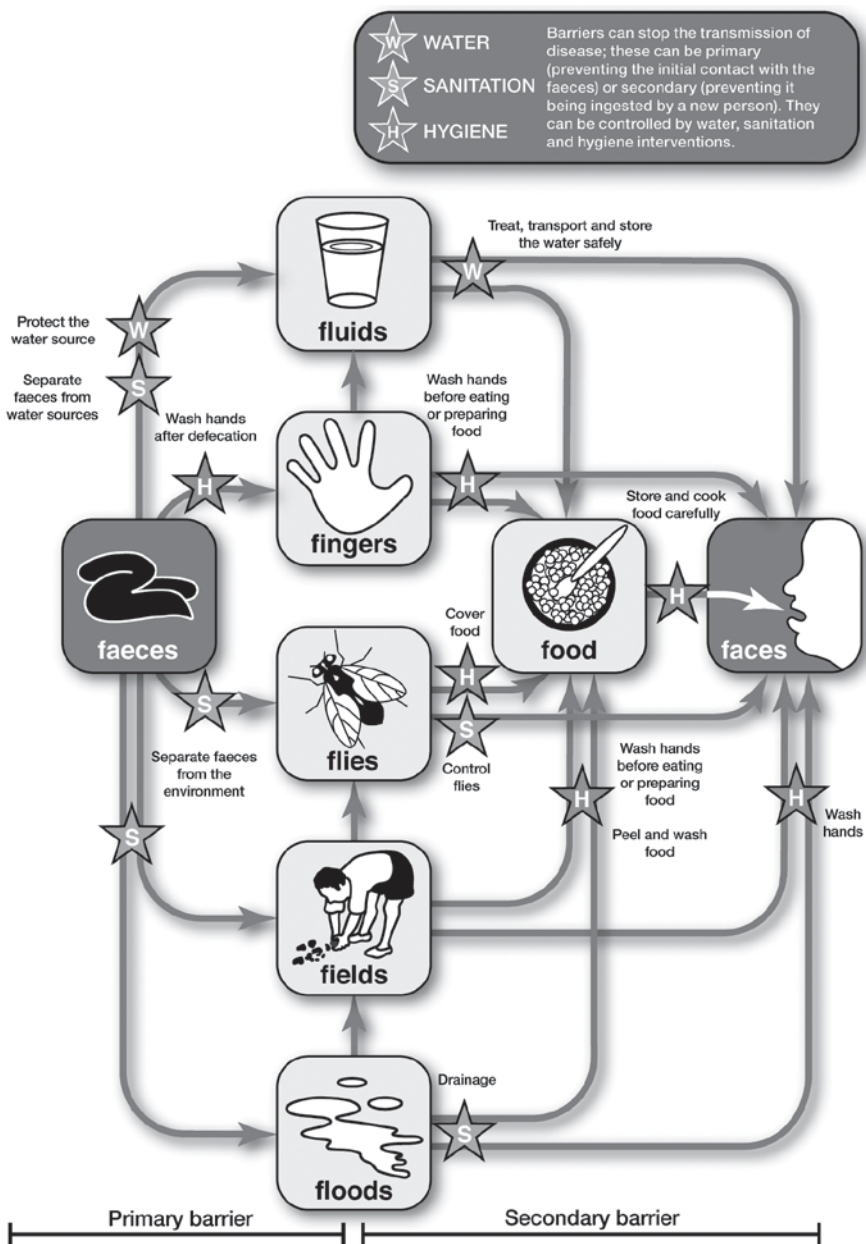 W WATER
S SANITATION
H HYGIENE
Barriers can stop the transmission of
disease; these can be primary
(preventing the initial contact with the
faeces) or secondary (preventing it
being ingested by a new person). They
can be controlled by water, sanitation
and hygiene interventions.
Treat, transport and store
the water safely
W
fluids
Protect the
water source
W
Separate
faeces from
water sources
S
Wash hands
after defecation
H
Wash hands
before eating
or preparing
food
H
fingers
Store and cook
food carefully
H
faeces
food
faces
Cover
food
H
S
Separate faeces
from the
environment
flies
S
Control
flies
Wash hands
before eating
or preparing
food
H
Peel and wash
food
H
Wash
hands
S
fields
Drainage
S
floods
Primary barrier
Secondary barrier